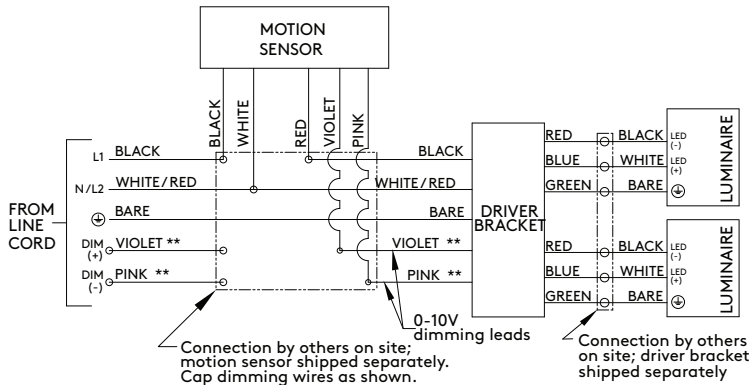 MOTION
SENSOR
BLACK
WHITE
RED
VIOLET
PINK
FROM
LINE
CORD
L1 BLACK
N/L2 WHITE/RED
BARE
DIM
(+)
VIOLET **
DIM
(-)
PINK **
BLACK
WHITE/RED
BARE
VIOLET **
PINK **
DRIVER
BRACKET
0-10V
dimming leads
Connection by others on site;
motion sensor shipped separately.
Cap dimming wires as shown.
RED BLACK LED
(-)
BLUE WHITE LED
(+)
GREEN BARE
LUMINAIRE
RED BLACK LED
(-)
BLUE WHITE LED
(+)
GREEN BARE
LUMINAIRE
Connection by others
on site; driver bracket
shipped separately